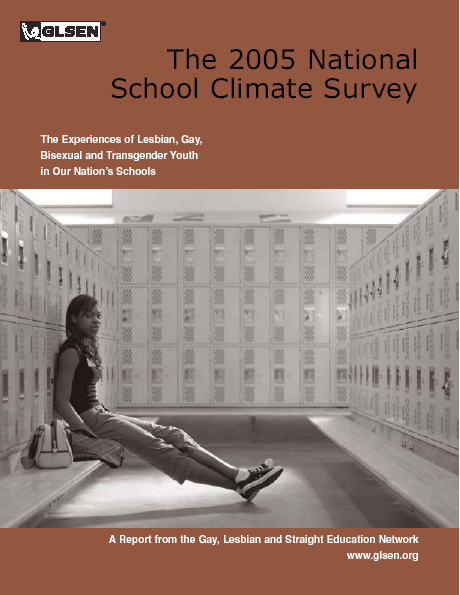 GLSEN®
The 2005 National
School Climate Survey
The Experiences of Lesbian, Gay,
Bisexual and Transgender Youth
in Our Nation's Schools
A Report from the Gay, Lesbian and Straight Education Network
www.glsen.org